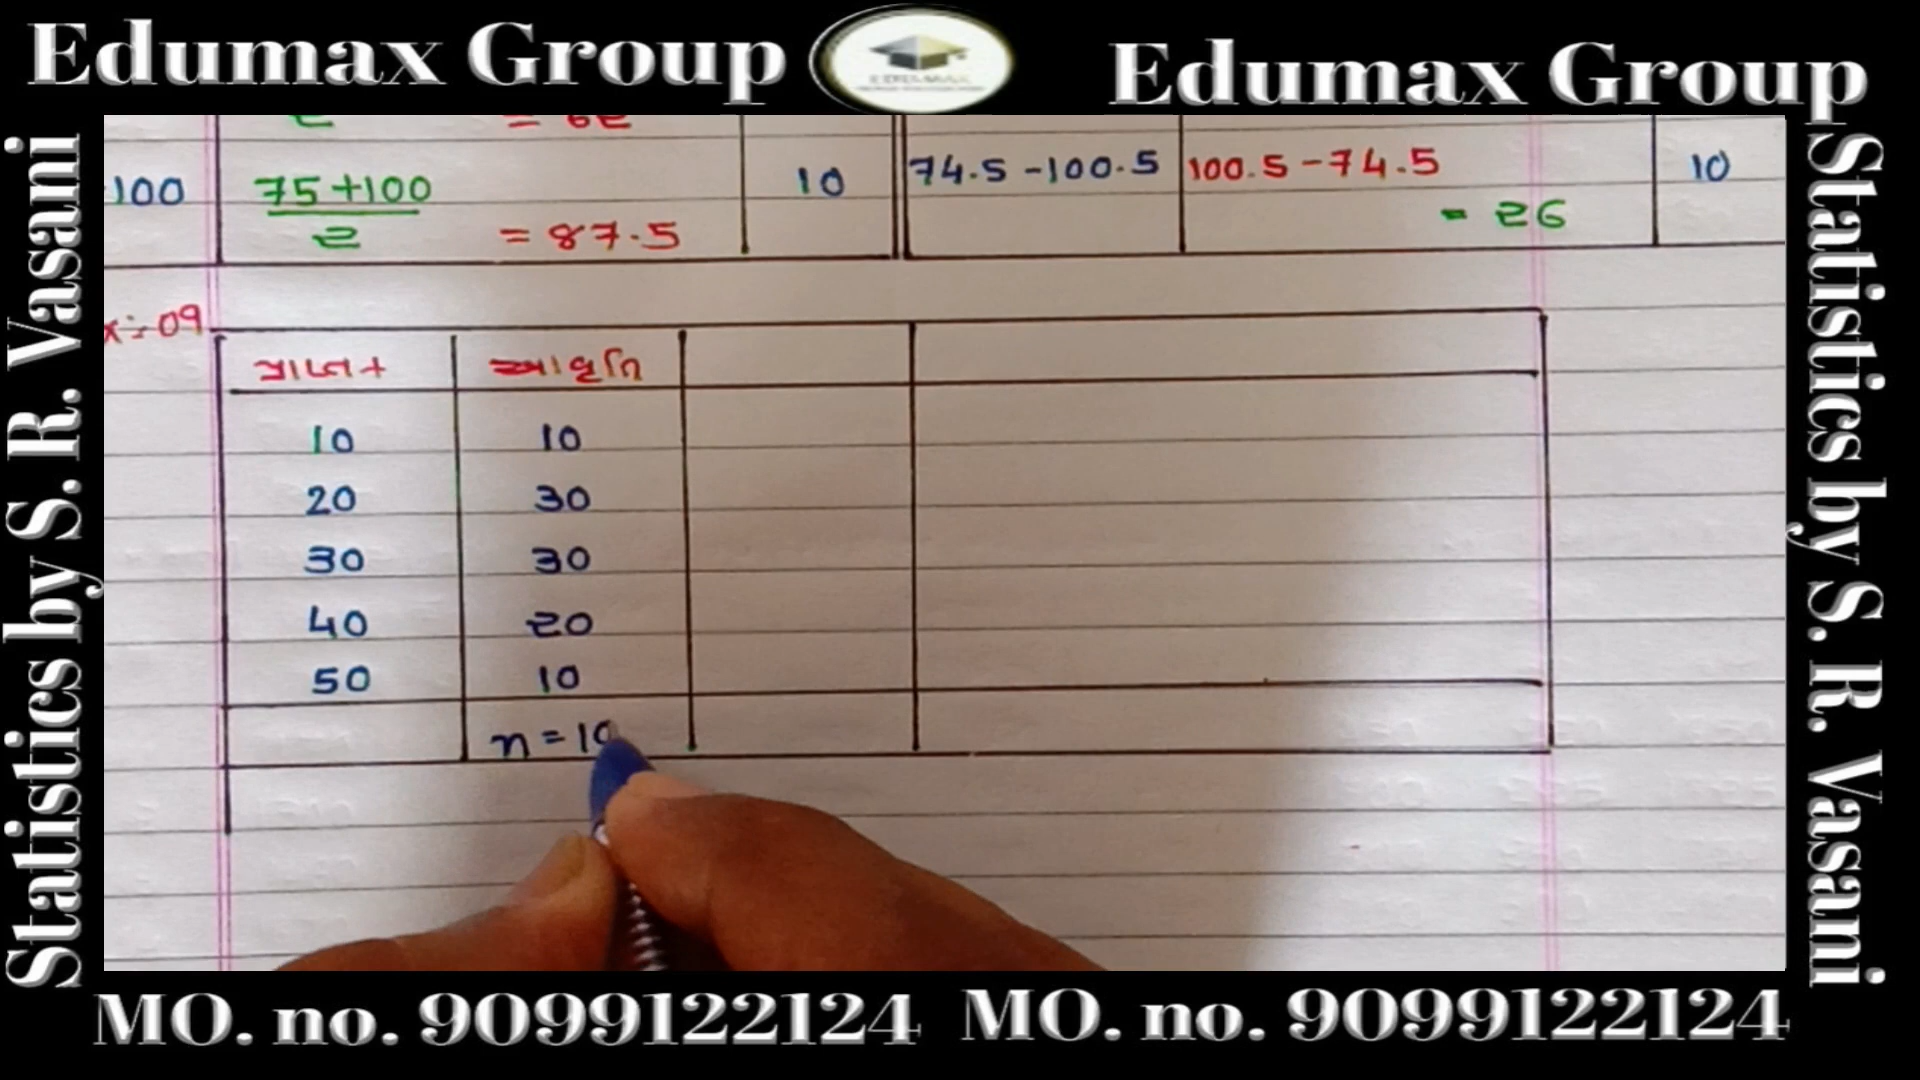 Edumax Group
Edumax Group
EDUMAX
Statistics by S. R. Vasani
Statistics by S. R. Vasani
100
75+100
2
= 87.5
10
74.5 - 100.5
100.5 - 74.5
= 26
10
x:-09
આવૃત્તિ
10 10
20 30
30 30
40 20
50 10
n = 10
MO. no. 9099122124
MO. no. 9099122124